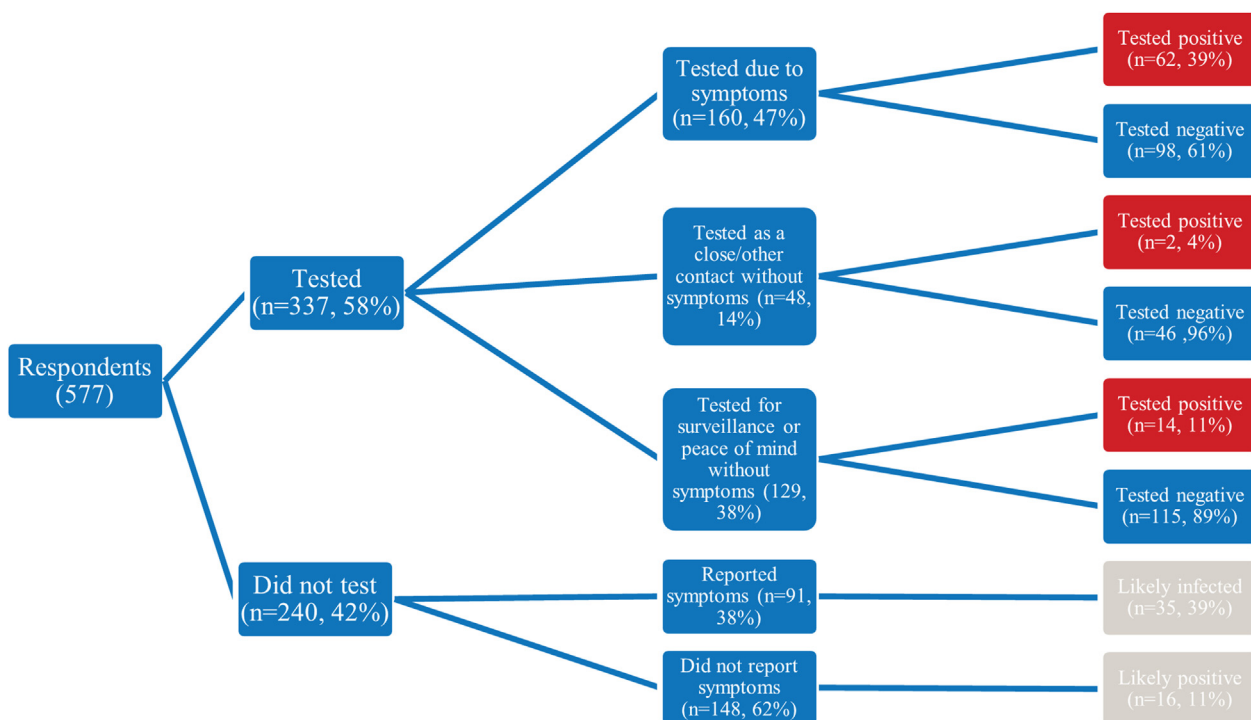 Respondents
(577)
Tested
(n=337, 58%)
Did not test
(n=240, 42%)
Tested due to
symptoms
(n=160, 47%)
Tested as a
close/other
contact without
symptoms (n=48,
14%)
Tested for
surveillance or
peace of mind
without
symptoms (129,
38%)
Reported
symptoms (n=91,
38%)
Did not report
symptoms
(n=148, 62%)
Tested positive
(n=62, 39%)
Tested negative
(n=98, 61%)
Tested positive
(n=2, 4%)
Tested negative
(n=46 ,96%)
Tested positive
(n=14, 11%)
Tested negative
(n=115, 89%)
Likely infected
(n=35, 39%)
Likely positive
(n=16, 11%)